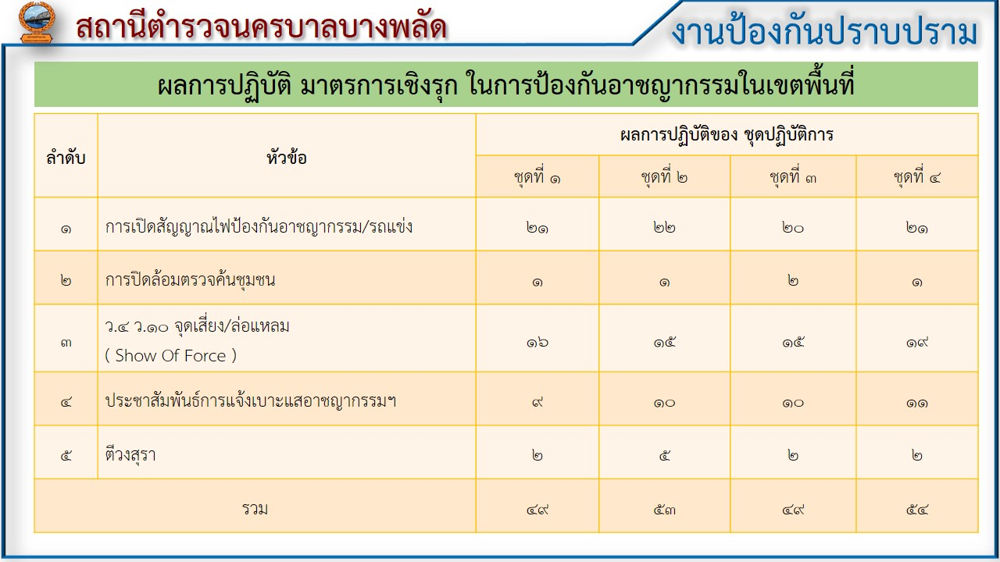 สถานีตำรวจนครบาลบางพลัด
งานป้องกันปราบปราม
ผลการปฏิบัติ มาตรการเชิงรุก ในการป้องกันอาชญากรรมในเขตพื้นที่
ลำดับ หัวข้อ ผลการปฏิบัติของ ชุดปฏิบัติการ
ชุดที่ ๑ ชุดที่ ๒ ชุดที่ ๓ ชุดที่ ๔
๑ การเปิดสัญญาณไฟป้องกันอาชญากรรม/รถแข่ง ๒๑ ๒๒ ๒๐ ๒๑
๒ การปิดล้อมตรวจค้นชุมชน ๑ ๑ ๒ ๑
๓ ว.๔ ว.๑๐ จุดเสี่ยง/ล่อแหลม
( Show Of Force ) ๑๖ ๑๕ ๑๕ ๑๙
๔ ประชาสัมพันธ์การแจ้งเบาะแสอาชญากรรมฯ ๙ ๑๐ ๑๐ ๑๑
๕ ตีวงสุรา ๒ ๕ ๒ ๒
รวม ๔๙ ๕๓ ๔๙ ๕๔